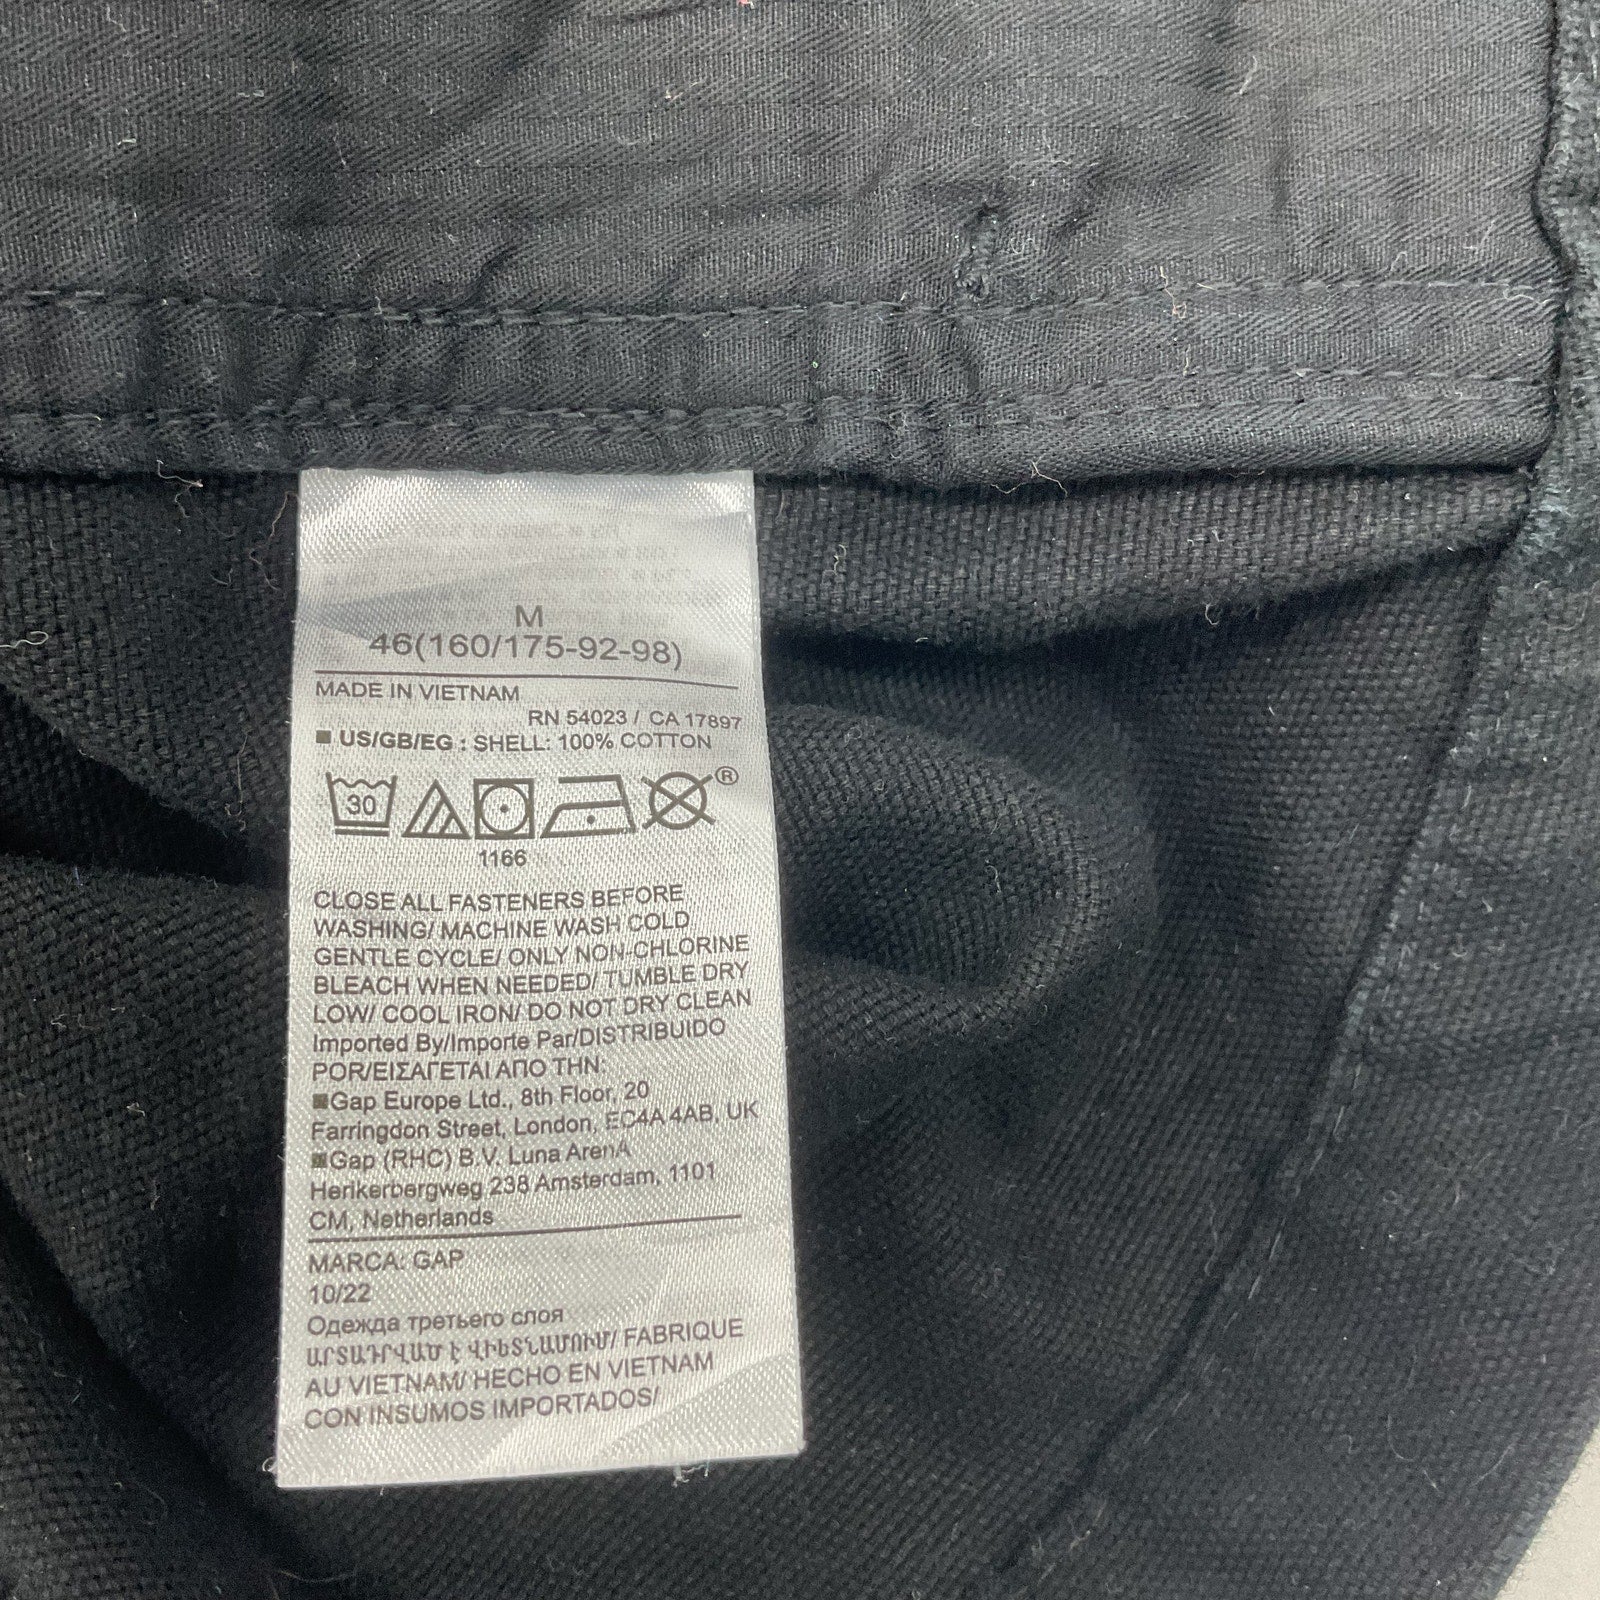 M
46(160/175-92-98)
MADE IN VIETNAM
RN 54023 / CA 17897
■ US/GB/EG : SHELL: 100% COTTON
30
®
1166
CLOSE ALL FASTENERS BEFORE
WASHING/ MACHINE WASH COLD
GENTLE CYCLE/ ONLY NON-CHLORINE
BLEACH WHEN NEEDED/ TUMBLE DRY
LOW/ COOL IRON/ DO NOT DRY CLEAN
Imported By/Importe Par/DISTRIBUIDO
POR/ΕΙΣΑΓΕΤΑΙ ΑΠΟ ΤΗΝ:
■Gap Europe Ltd., 8th Floor, 20
Farringdon Street, London, EC4A 4AB, UK
■Gap (RHC) B.V. Luna ArenA
Herikerbergweg 238 Amsterdam, 1101
CM, Netherlands
MARCA: GAP
10/22
Одежда третьего слоя
ԱՐՏԱԴՐՎԱԾ Է ՎԻԵՏՆԱՄՈՒՄ/ FABRIQUE
AU VIETNAM/ HECHO EN VIETNAM
CON INSUMOS IMPORTADOS/